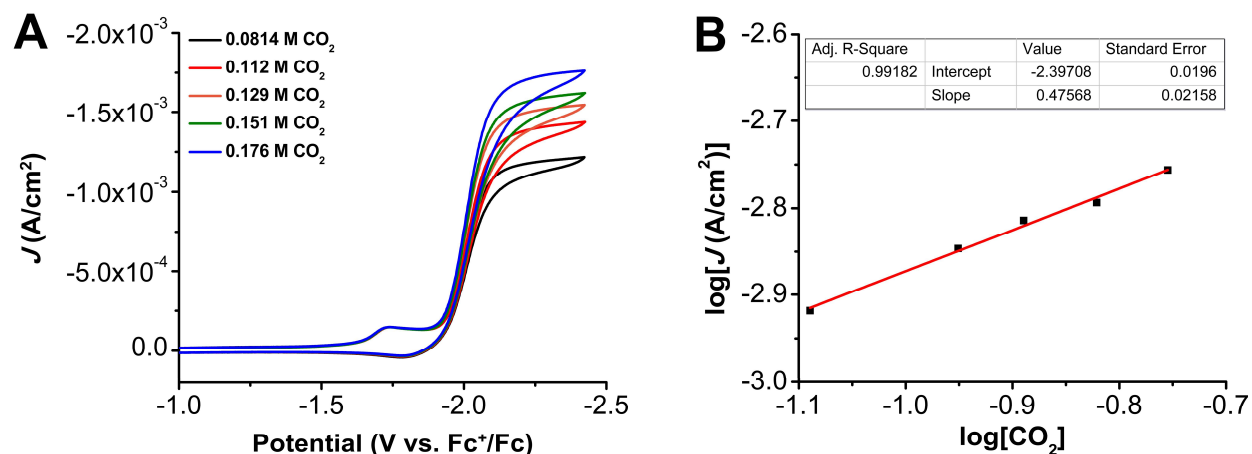 A
-2.0x10⁻³
-1.5x10⁻³
-1.0x10⁻³
-5.0x10⁻⁴
0.0
J (A/cm²)
0.0814 M CO₂
0.112 M CO₂
0.129 M CO₂
0.151 M CO₂
0.176 M CO₂
-1.0 -1.5 -2.0 -2.5
Potential (V vs. Fc⁺/Fc)
B
-2.6
-2.7
-2.8
-2.9
-3.0
log[J (A/cm²)]
Adj. R-Square Value Standard Error
0.99182 Intercept -2.39708 0.0196
Slope 0.47568 0.02158
-1.1 -1.0 -0.9 -0.8 -0.7
log[CO₂]